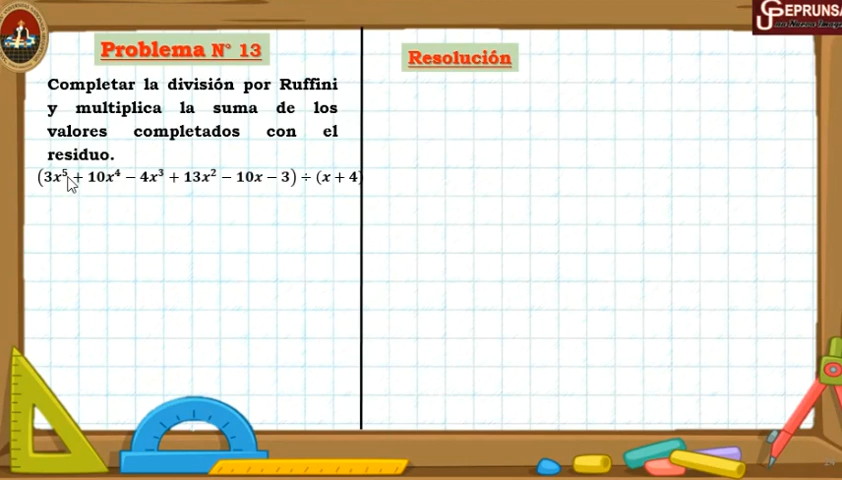 Problema N° 13
Completar la división por Ruffini
y multiplica la suma de los
valores completados con el
residuo.
(3x⁵ + 10x⁴ − 4x³ + 13x² − 10x − 3) ÷ (x + 4)
Resolución